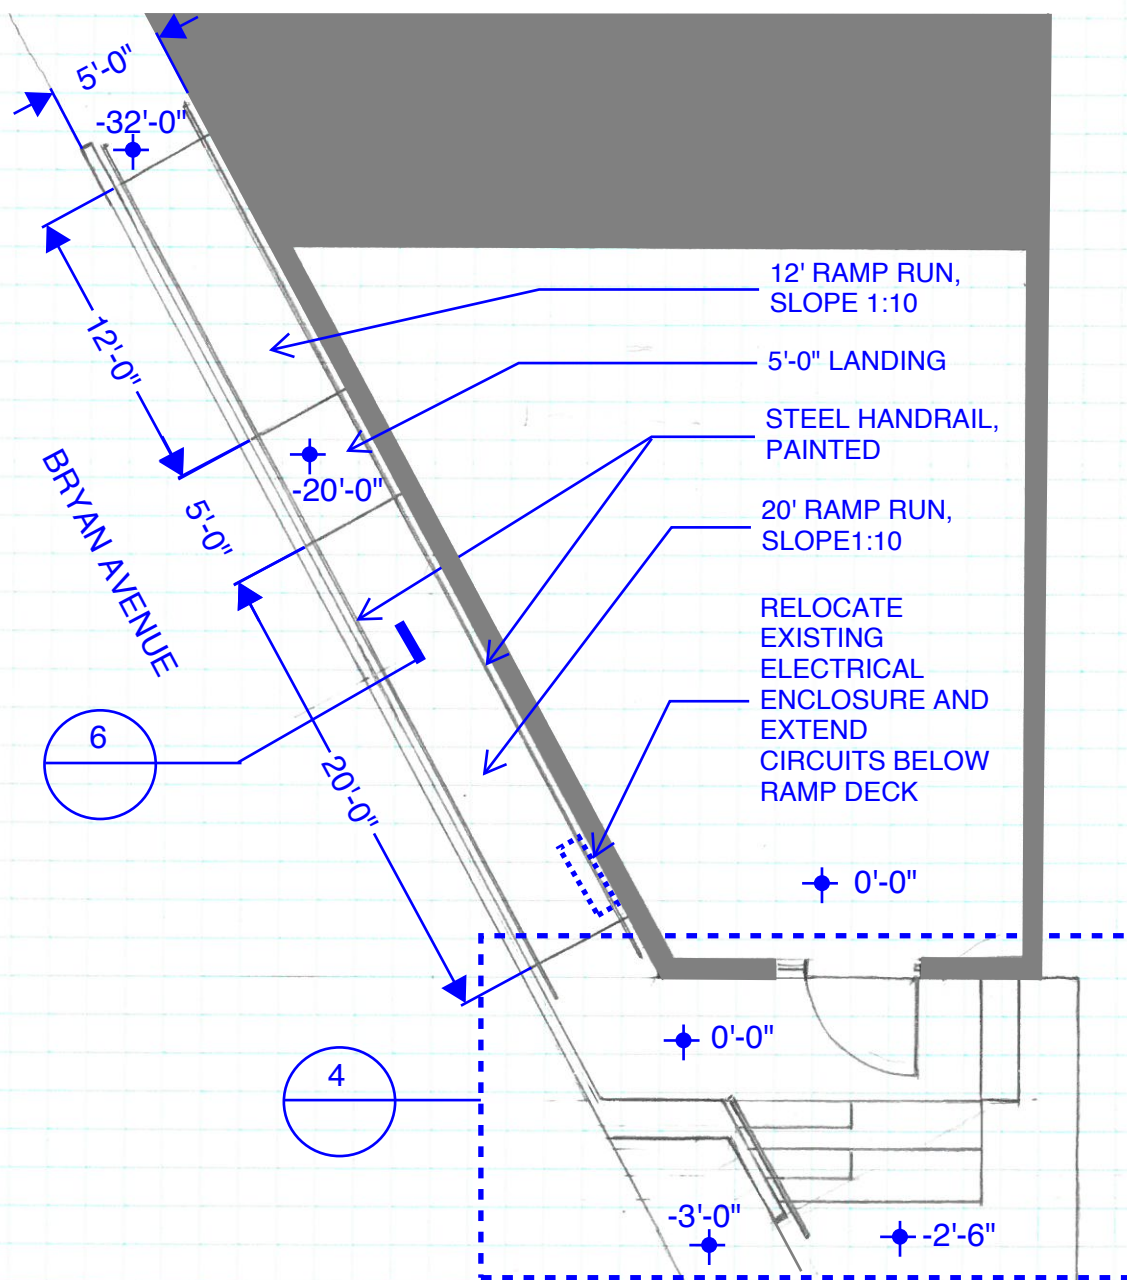 5'-0"
-32'-0"
12' RAMP RUN,
SLOPE 1:10
12'-0"
5'-0" LANDING
STEEL HANDRAIL,
PAINTED
-20'-0"
BRYAN AVENUE
5'-0"
20' RAMP RUN,
SLOPE1:10
RELOCATE
EXISTING
ELECTRICAL
ENCLOSURE AND
EXTEND
CIRCUITS BELOW
RAMP DECK
6
20'-0"
0'-0"
0'-0"
4
-3'-0"
-2'-6"